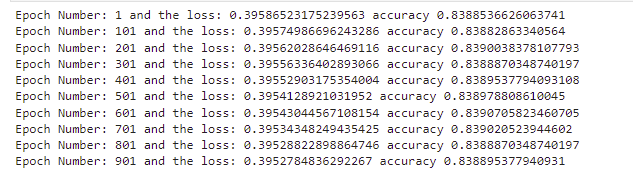 Epoch Number: 1 and the loss: 0.39586523175239563 accuracy 0.8388536626063741
Epoch Number: 101 and the loss: 0.39574986696243286 accuracy 0.83882863340564
Epoch Number: 201 and the loss: 0.39562028646469116 accuracy 0.8390038378107793
Epoch Number: 301 and the loss: 0.39556336402893066 accuracy 0.8388870348740197
Epoch Number: 401 and the loss: 0.39552903175354004 accuracy 0.8389537794093108
Epoch Number: 501 and the loss: 0.3954128921031952 accuracy 0.838978808610045
Epoch Number: 601 and the loss: 0.39543044567108154 accuracy 0.8390705823460705
Epoch Number: 701 and the loss: 0.39534348249435425 accuracy 0.839020523944602
Epoch Number: 801 and the loss: 0.39528822898864746 accuracy 0.8388870348740197
Epoch Number: 901 and the loss: 0.3952784836292267 accuracy 0.838895377940931